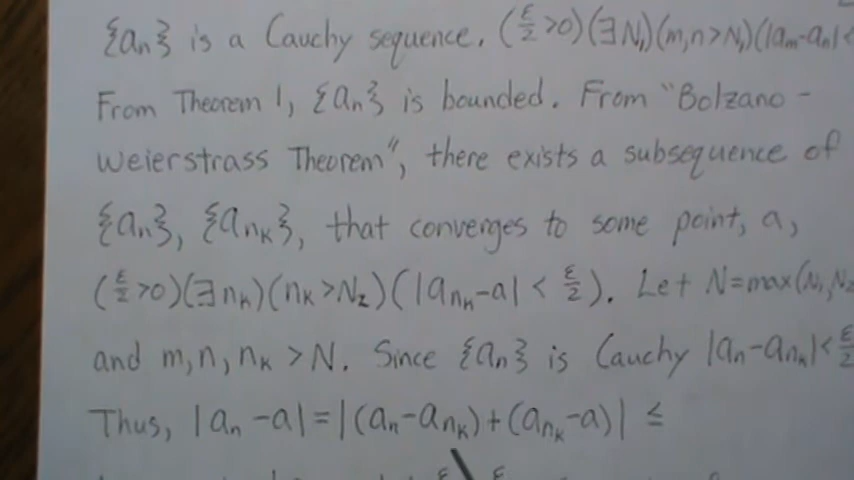 {an} is a Cauchy sequence. (ε/2 >0)(∃ N₁)(m,n > N₁)(|am-an| <
From Theorem 1, {an} is bounded. From "Bolzano -
Weierstrass Theorem", there exists a subsequence of
{an}, {anₖ}, that converges to some point, a,
(ε/2 >0)(∃ nₖ)(nₖ > N₂)(|anₖ-a| < ε/2). Let N=max(N₁,N₂
and m,n, nₖ > N. Since {an} is Cauchy |an-anₖ|< ε/2
Thus, |an -a| = |(an-anₖ)+(anₖ-a)| ≤